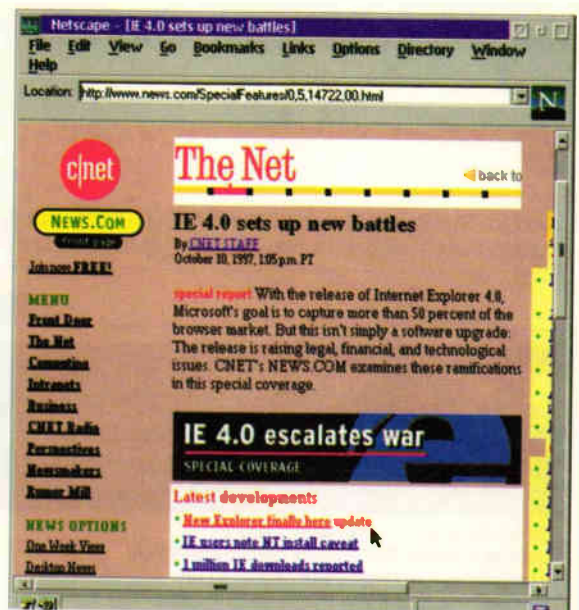 Netscape - [IE 4.0 sets up new battles]
File Edit View Go Bookmarks Links Options Directory Window
Help
Location: http://www.news.com/SpecialFeatures/0,5,14722,00.html
N
c|net
The Net
back to
NEWS.COM
front page
Join now FREE!
MENU
Front Door
The Net
Computing
Intranets
Business
CNET Radio
Perspectives
Newsmakers
Rumor Mill
NEWS OPTIONS
One Week View
Desktop News
IE 4.0 sets up new battles
By CNET STAFF
October 10, 1997, 1:05 p.m. PT
special report With the release of Internet Explorer 4.0,
Microsoft's goal is to capture more than 50 percent of the
browser market. But this isn't simply a software upgrade:
The release is raising legal, financial, and technological
issues. CNET's NEWS.COM examines these ramifications
in this special coverage.
IE 4.0 escalates war
SPECIAL COVERAGE
Latest developments
• New Explorer finally here update
• IE users note NT install caveat
• 1 million IE downloads reported